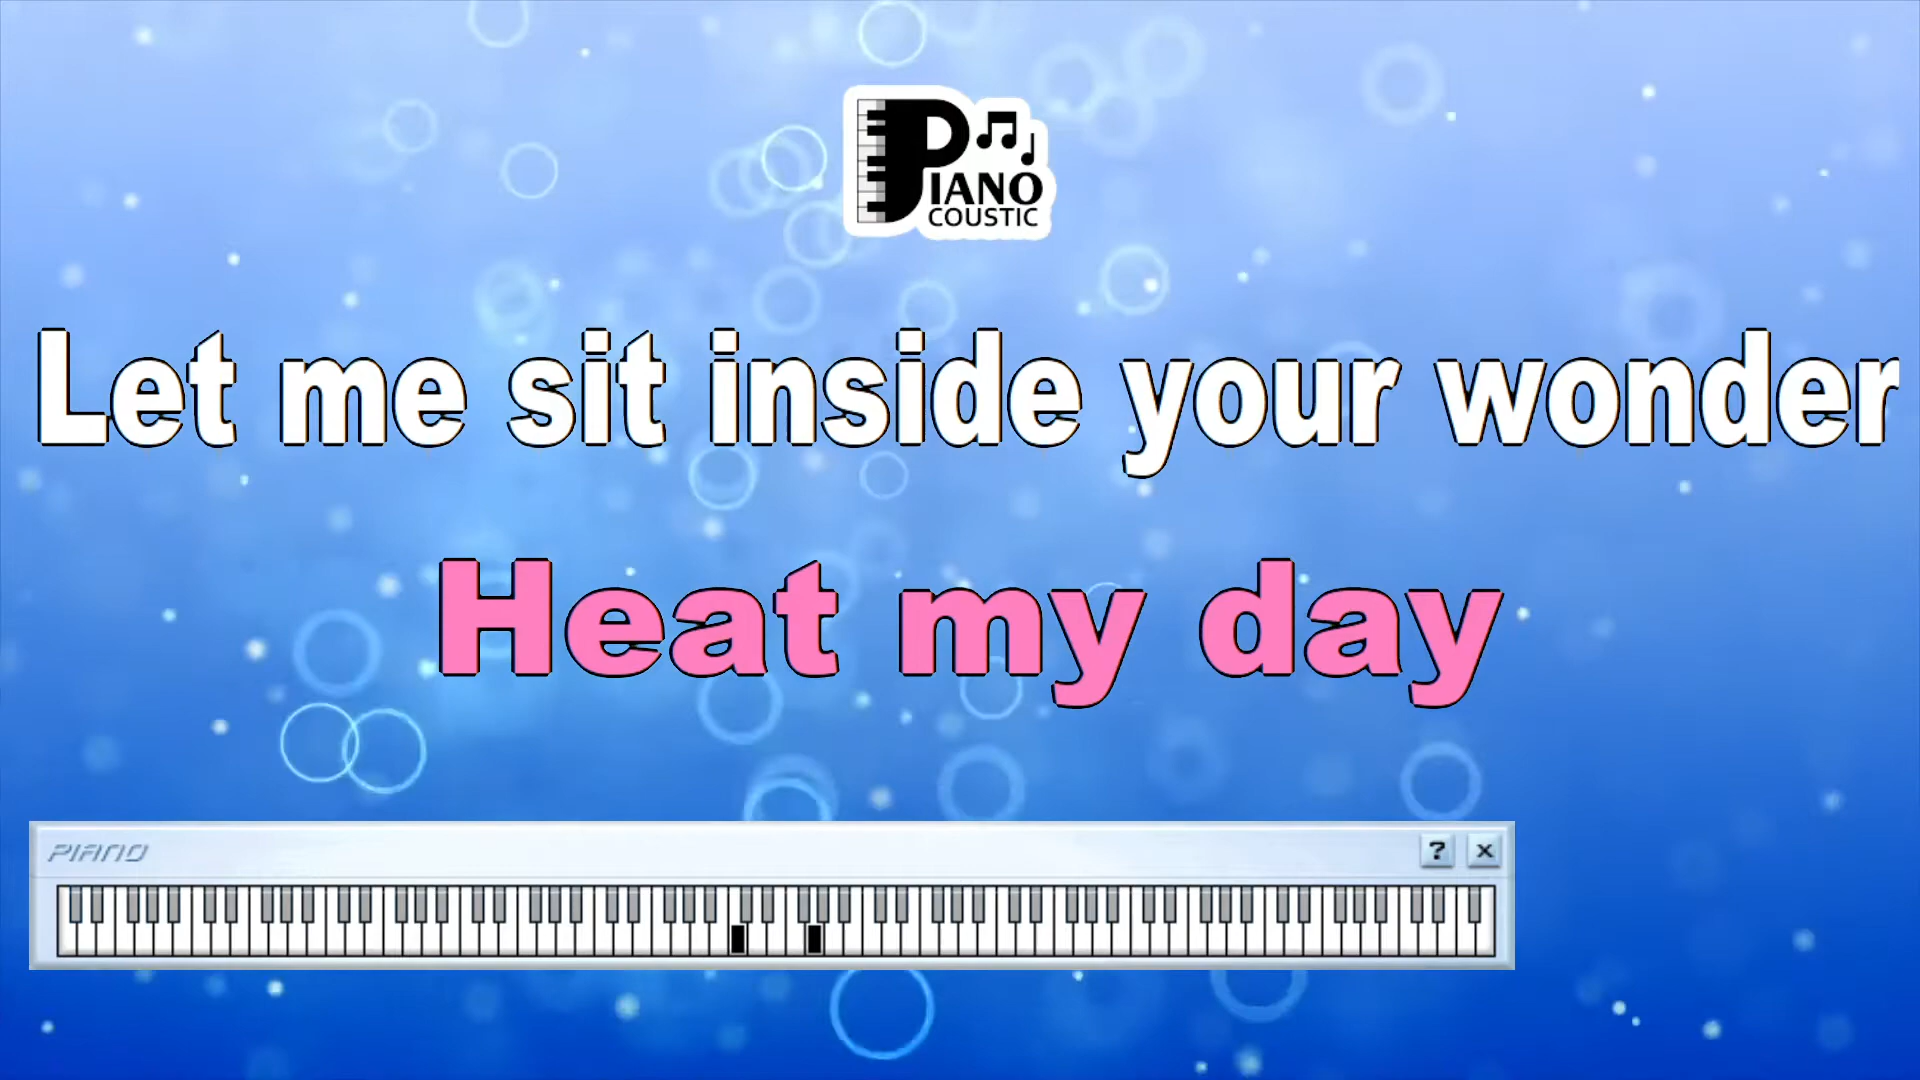 PIANO
COUSTIC
Let me sit inside your wonder
Heat my day
PIANO ? X